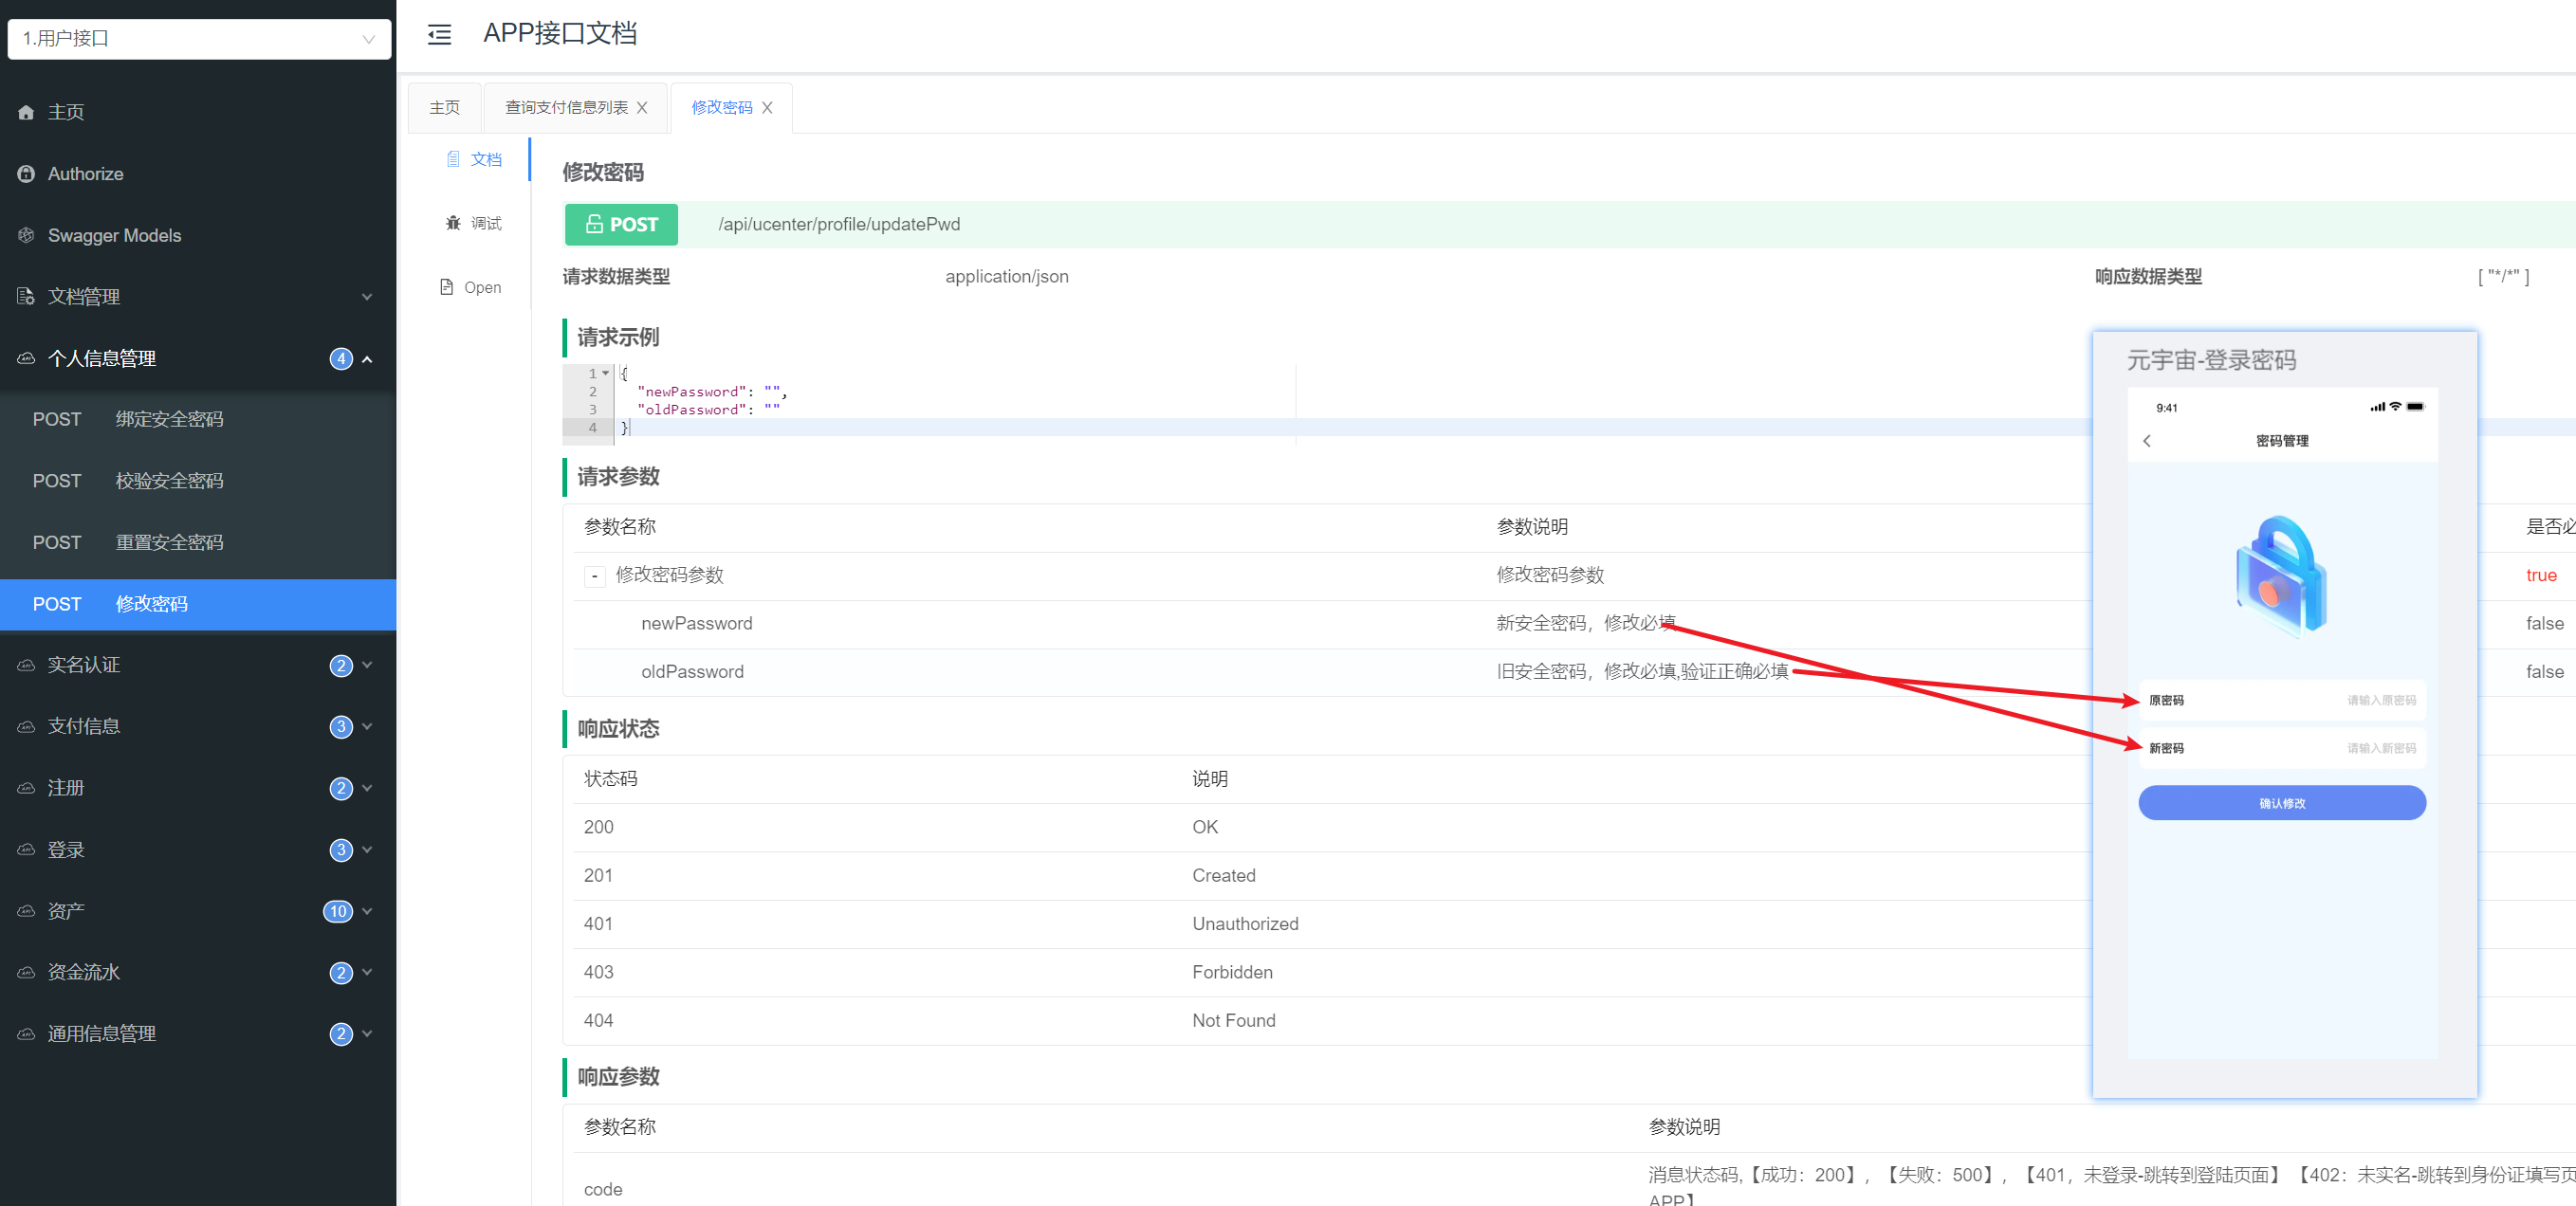 1.用户接口
主页
Authorize
Swagger Models
文档管理
个人信息管理 4
POST 绑定安全密码
POST 校验安全密码
POST 重置安全密码
POST 修改密码
实名认证 2
支付信息 3
注册 2
登录 3
资产 10
资金流水 2
通用信息管理 2
APP接口文档
主页 查询支付信息列表 修改密码
文档
调试
Open
修改密码
POST /api/ucenter/profile/updatePwd
请求数据类型 application/json 响应数据类型 [ "*/*" ]
请求示例
1 {
2 "newPassword": "",
3 "oldPassword": ""
4 }
请求参数
参数名称 参数说明 是否必
- 修改密码参数 修改密码参数 true
newPassword 新安全密码，修改必填 false
oldPassword 旧安全密码，修改必填,验证正确必填 false
响应状态
状态码 说明
200 OK
201 Created
401 Unauthorized
403 Forbidden
404 Not Found
响应参数
参数名称 参数说明
code 消息状态码,【成功：200】，【失败：500】，【401，未登录-跳转到登陆页面】【402：未实名-跳转到身份证填写页
APP】
元宇宙-登录密码
9:41
密码管理
原密码 请输入原密码
新密码 请输入新密码
确认修改